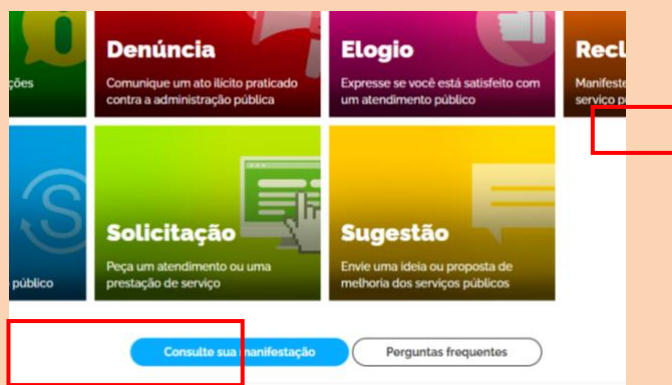 ções
Denúncia
Comunique um ato ilícito praticado
contra a administração pública
Elogio
Expresse se você está satisfeito com
um atendimento público
Recl
Manifeste
serviço p
público
Solicitação
Peça um atendimento ou uma
prestação de serviço
Sugestão
Envie uma ideia ou proposta de
melhoria dos serviços públicos
Consulte sua manifestação
Perguntas frequentes